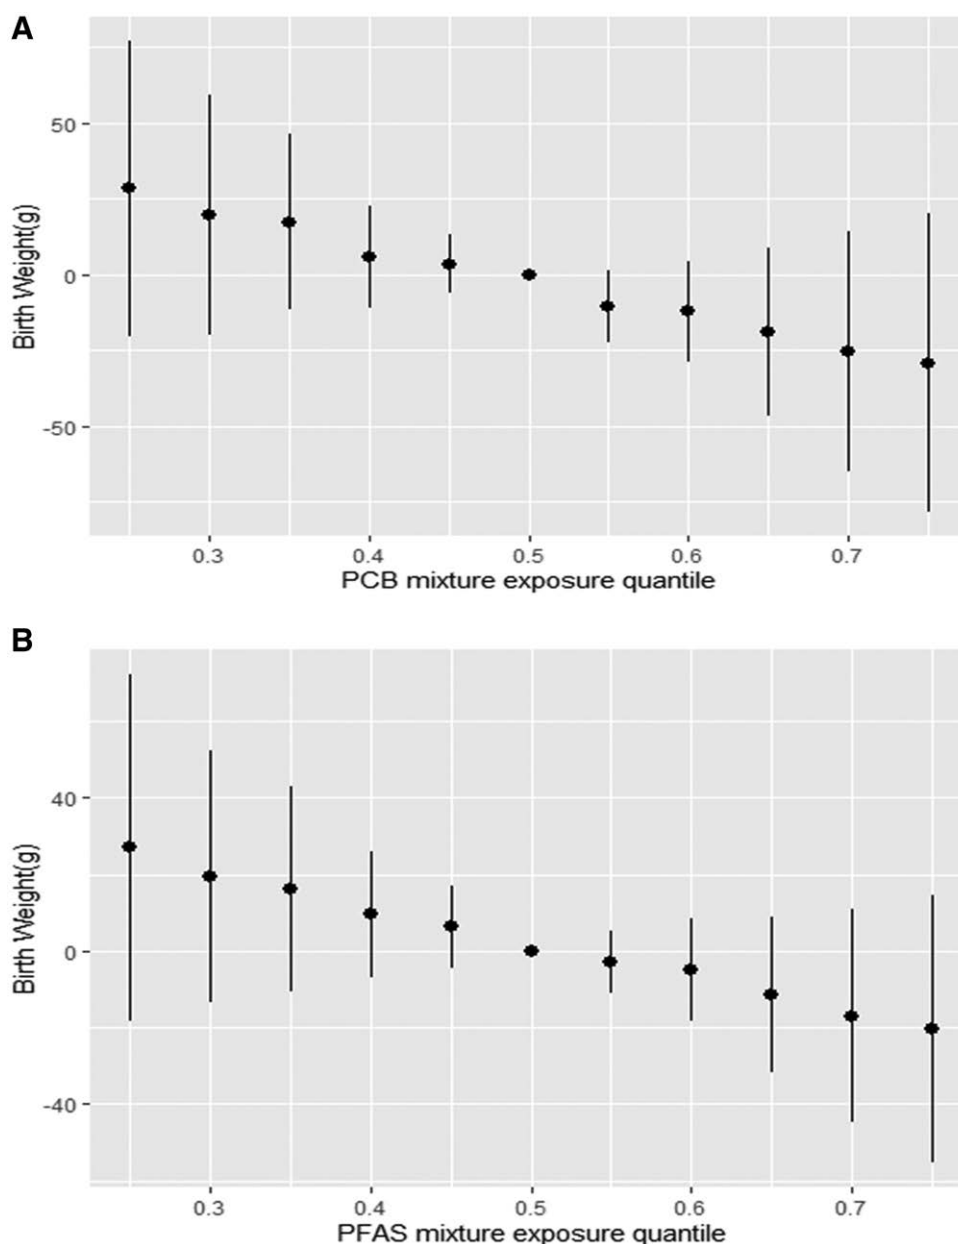 A
Birth Weight(g)
50
0
-50
0.3 0.4 0.5 0.6 0.7
PCB mixture exposure quantile
B
Birth Weight(g)
40
0
-40
0.3 0.4 0.5 0.6 0.7
PFAS mixture exposure quantile